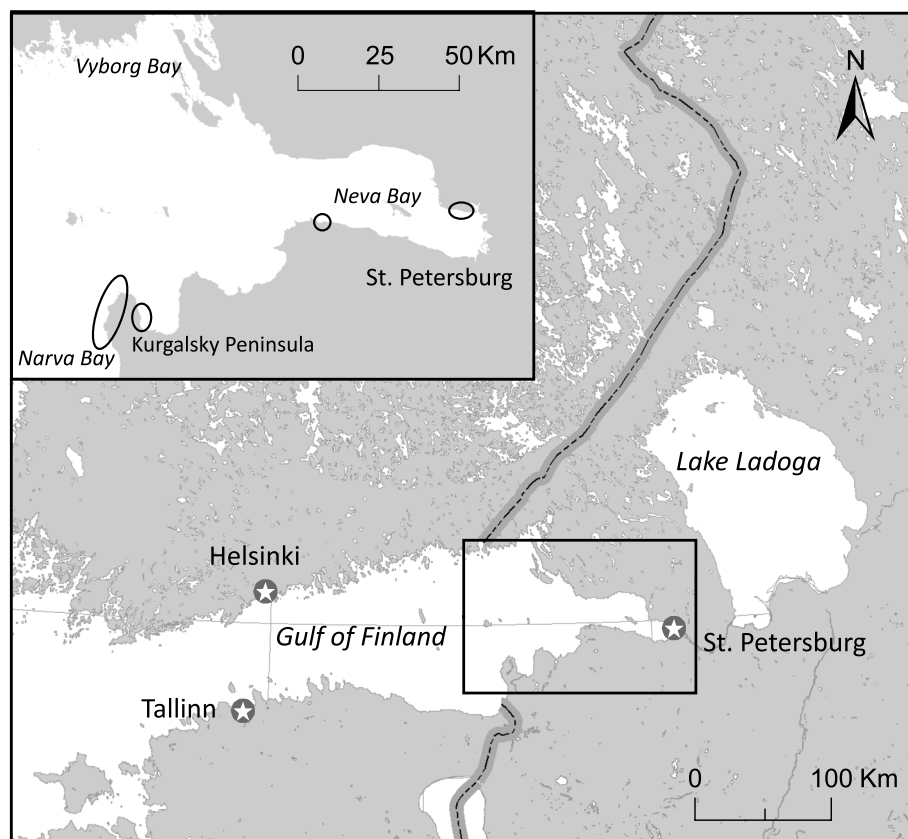 Vyborg Bay
0 25 50 Km
N
Neva Bay
St. Petersburg
Kurgalsky Peninsula
Narva Bay
Lake Ladoga
Helsinki
Gulf of Finland
St. Petersburg
Tallinn
0 100 Km